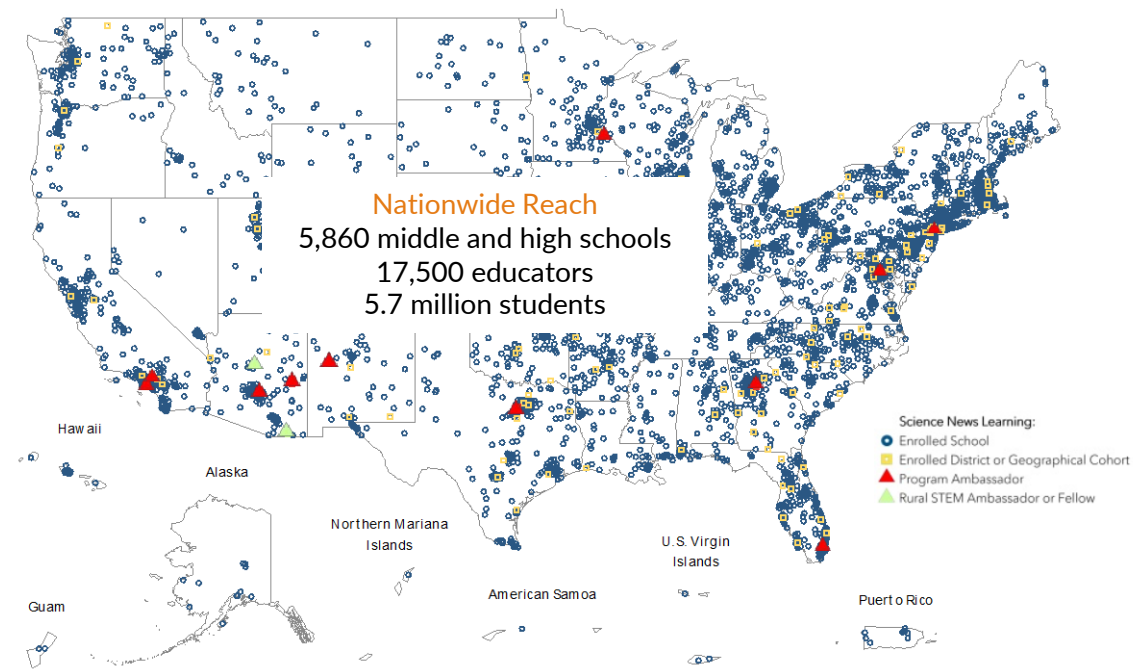 Nationwide Reach
5,860 middle and high schools
17,500 educators
5.7 million students
Hawaii
Alaska
Northern Mariana
Islands
U.S. Virgin
Islands
American Samoa
Guam
Puerto Rico
Science News Learning:
Enrolled School
Enrolled District or Geographical Cohort
Program Ambassador
Rural STEM Ambassador or Fellow